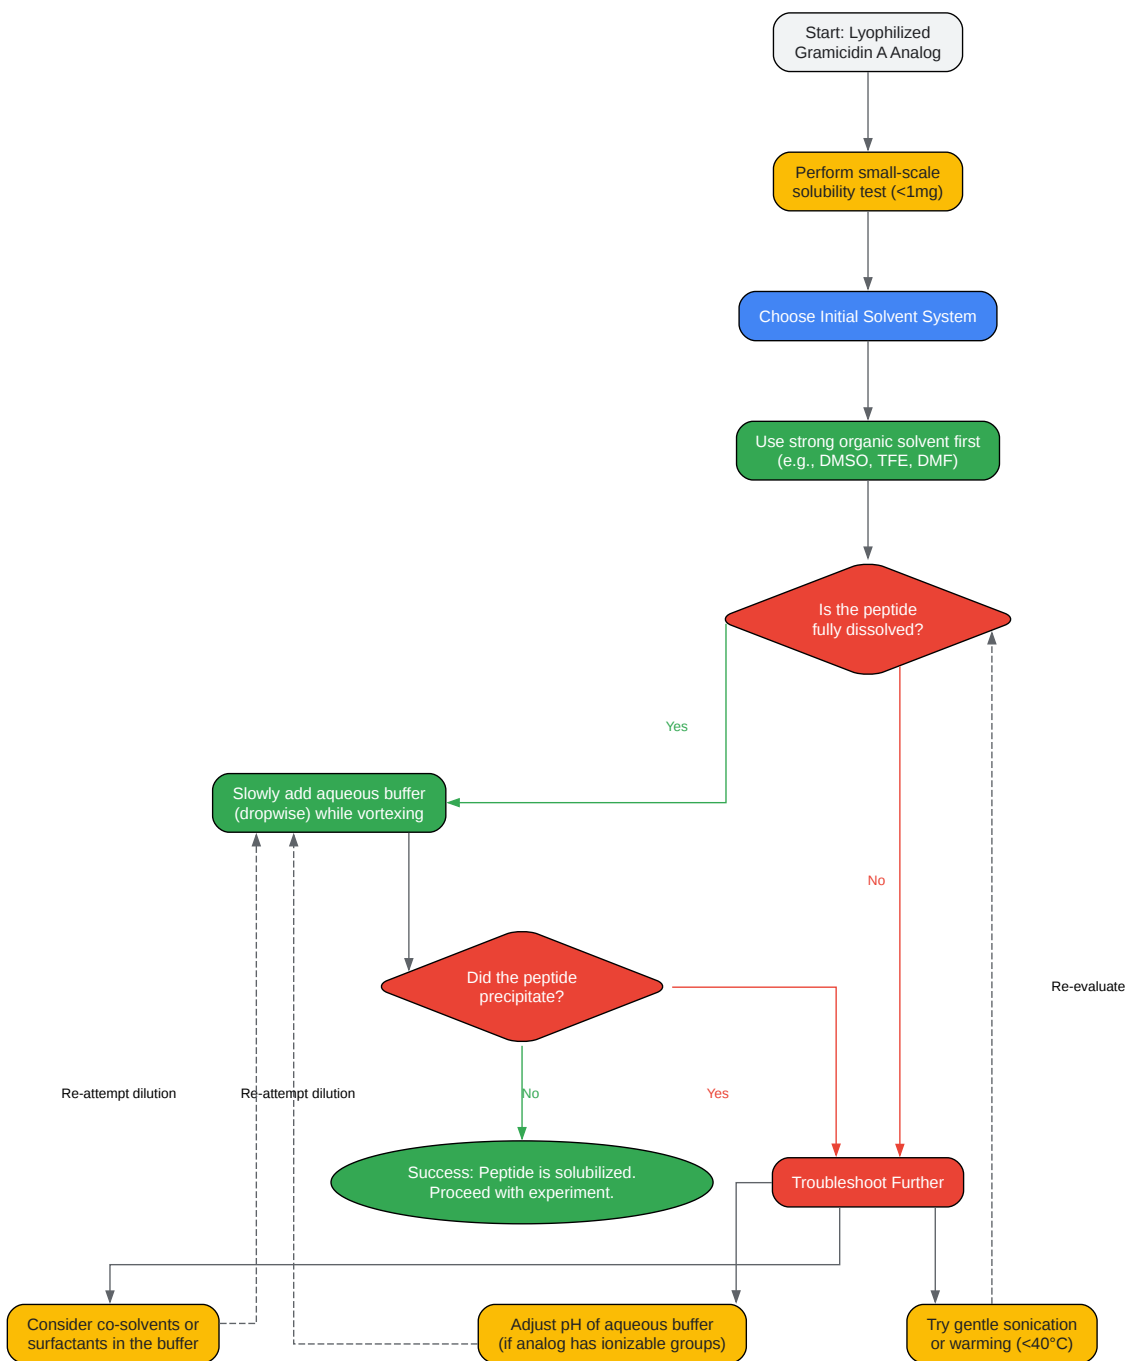 Start: Lyophilized
Gramicidin A Analog
Perform small-scale
solubility test (<1mg)
Choose Initial Solvent System
Use strong organic solvent first
(e.g., DMSO, TFE, DMF)
Is the peptide
fully dissolved?
Yes
Slowly add aqueous buffer
(dropwise) while vortexing
No
Did the peptide
precipitate?
Re-evaluate
Re-attempt dilution
Re-attempt dilution
No
Yes
Success: Peptide is solubilized.
Proceed with experiment.
Troubleshoot Further
Consider co-solvents or
surfactants in the buffer
Adjust pH of aqueous buffer
(if analog has ionizable groups)
Try gentle sonication
or warming (<40°C)